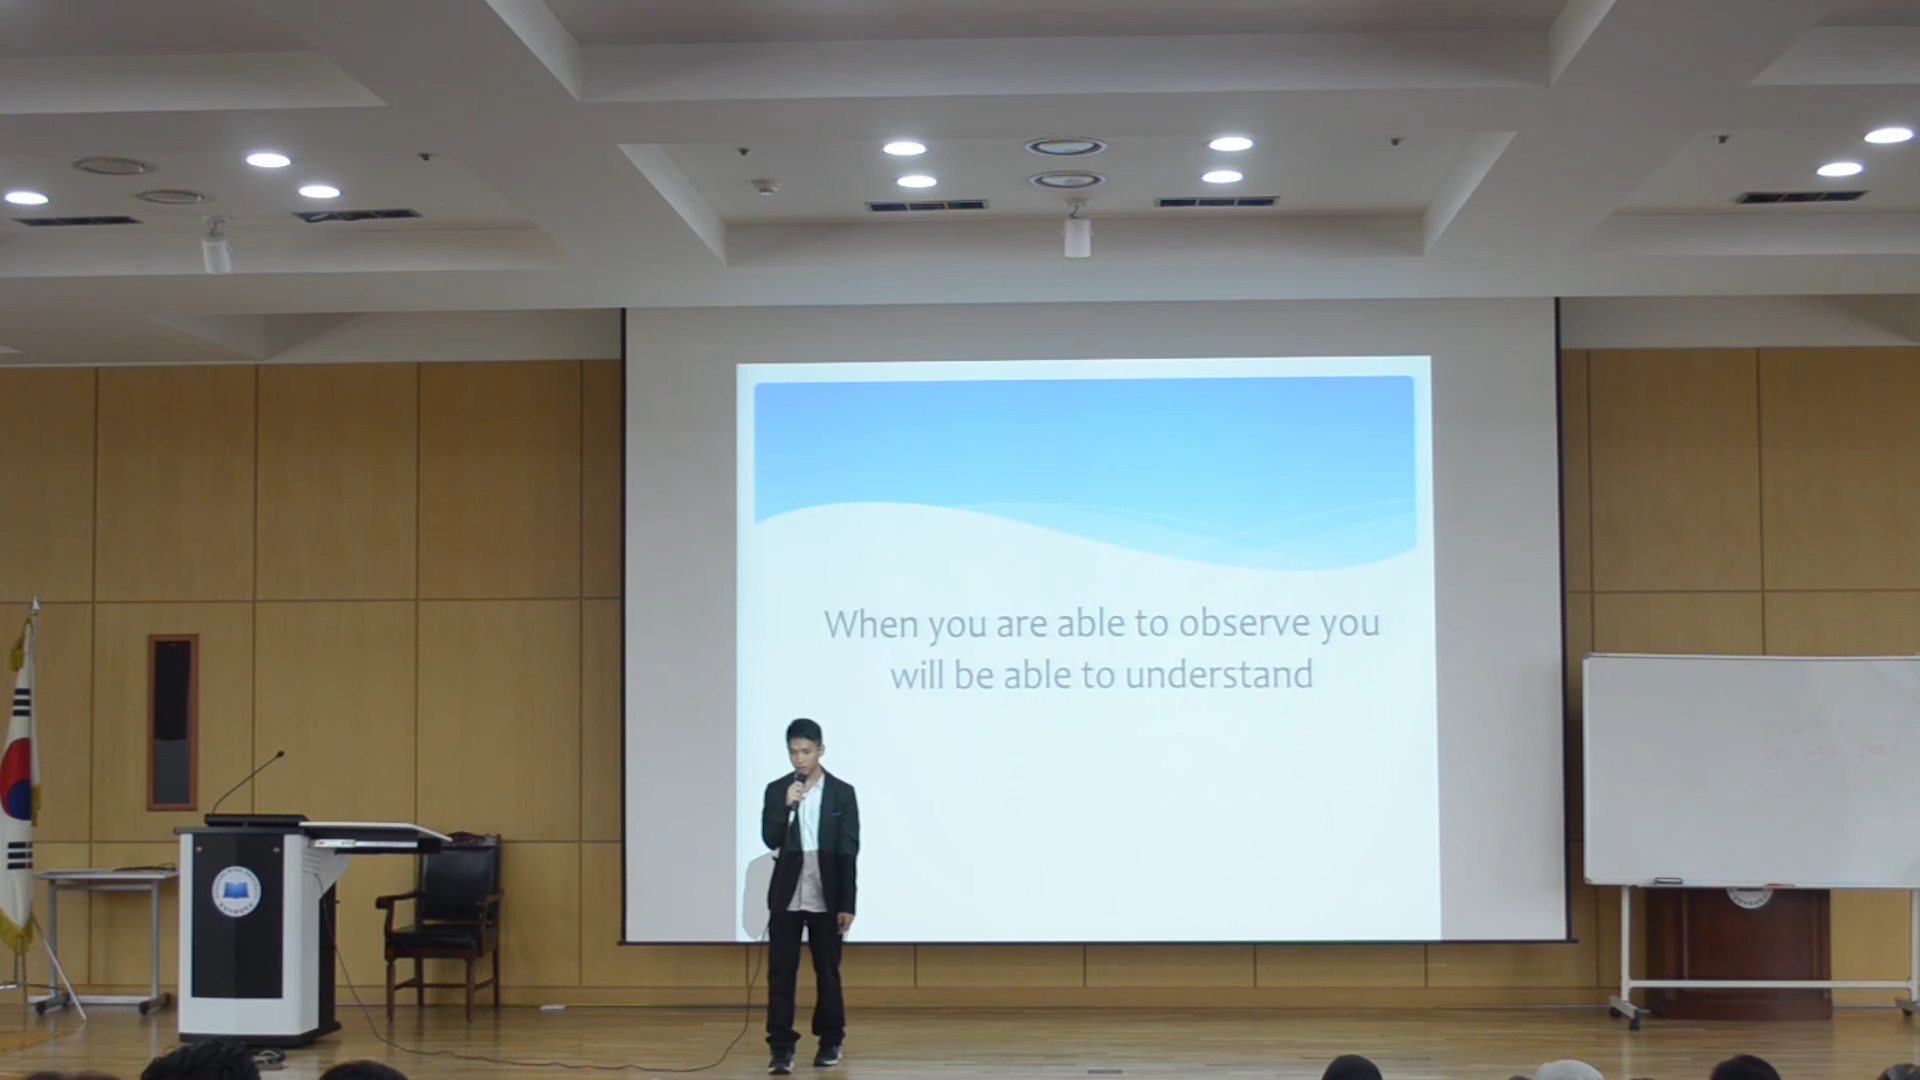 When you are able to observe you
will be able to understand